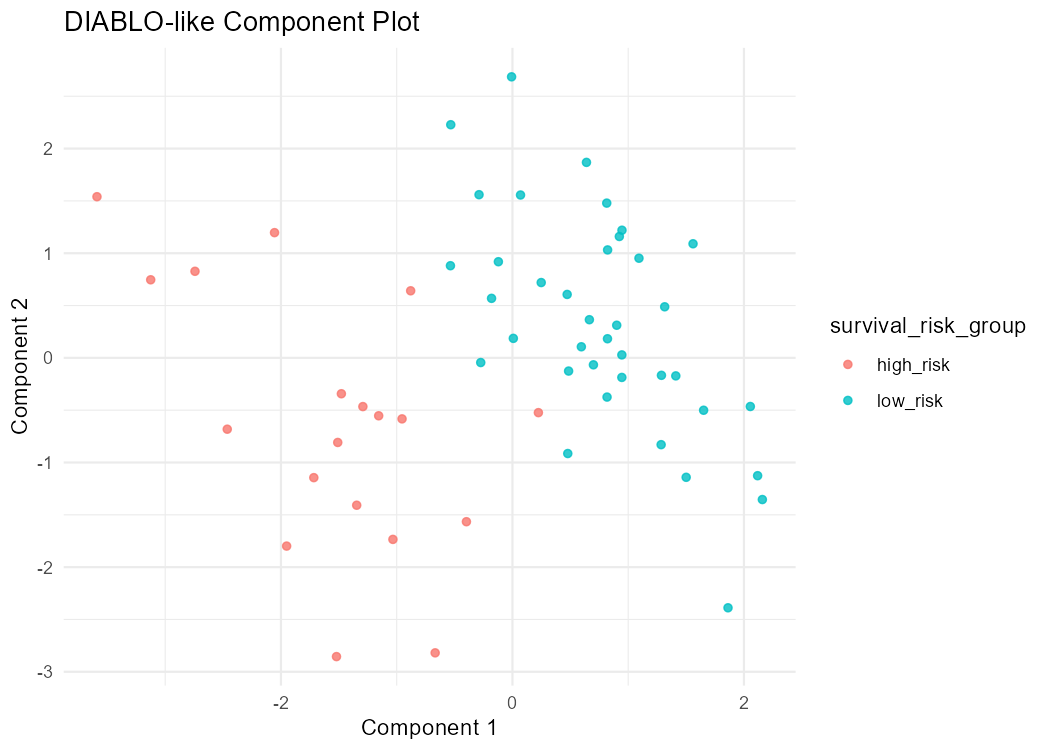 DIABLO-like Component Plot
Component 2
2
1
0
-1
-2
-3
-2
0
2
Component 1
survival_risk_group
high_risk
low_risk